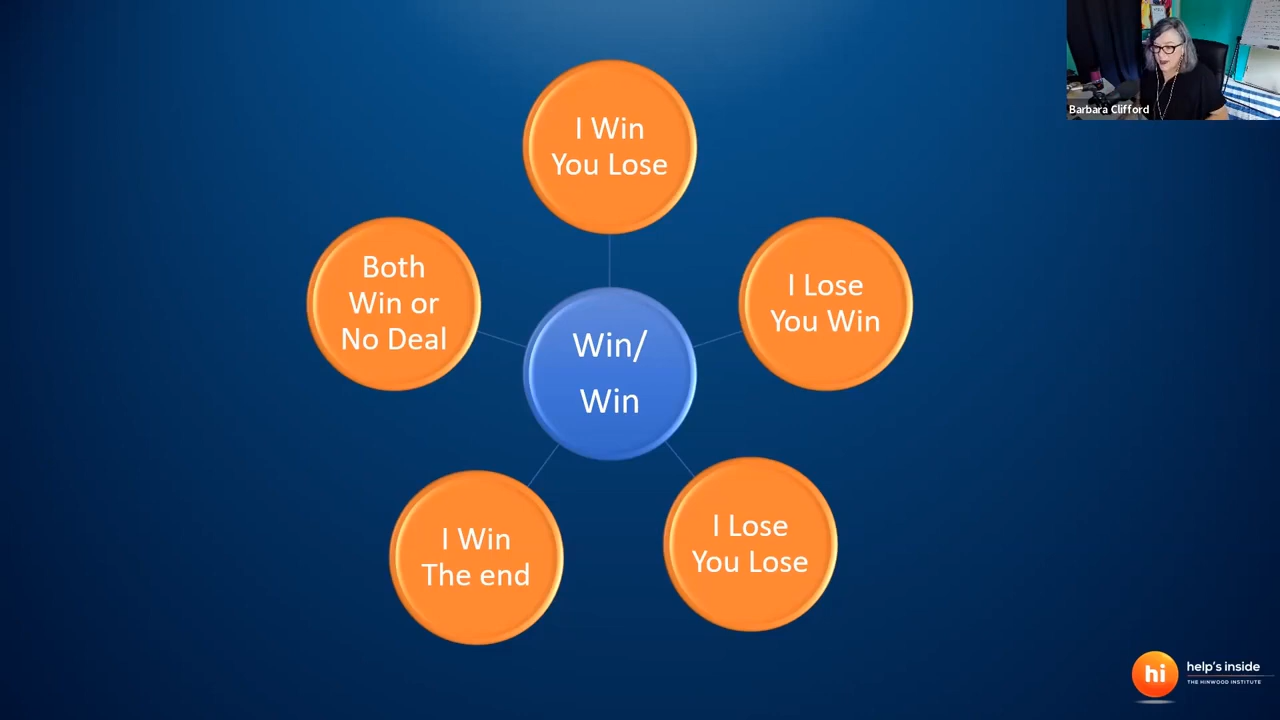 I Win
You Lose
Both
Win or
No Deal
I Lose
You Win
Win/
Win
I Win
The end
I Lose
You Lose
Barbara Clifford
hi
help's inside
THE HINWOOD INSTITUTE